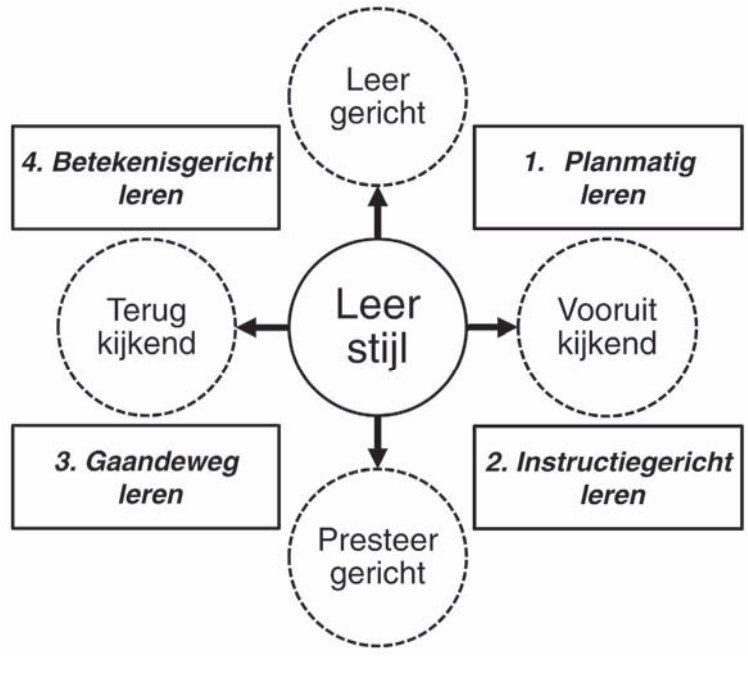 Leer
gericht
4. Betekenisgericht
leren
1. Planmatig
leren
Terug
kijkend
Leer
stijl
Vooruit
kijkend
3. Gaandeweg
leren
2. Instructiegericht
leren
Presteer
gericht